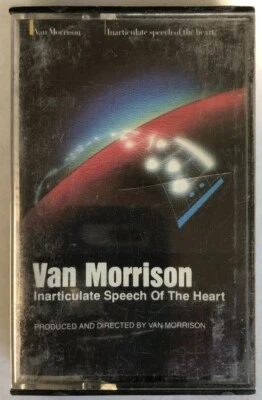 Van Morrison Inarticulate speech of the heart
Van Morrison
Inarticulate Speech Of The Heart
PRODUCED AND DIRECTED BY VAN MORRISON